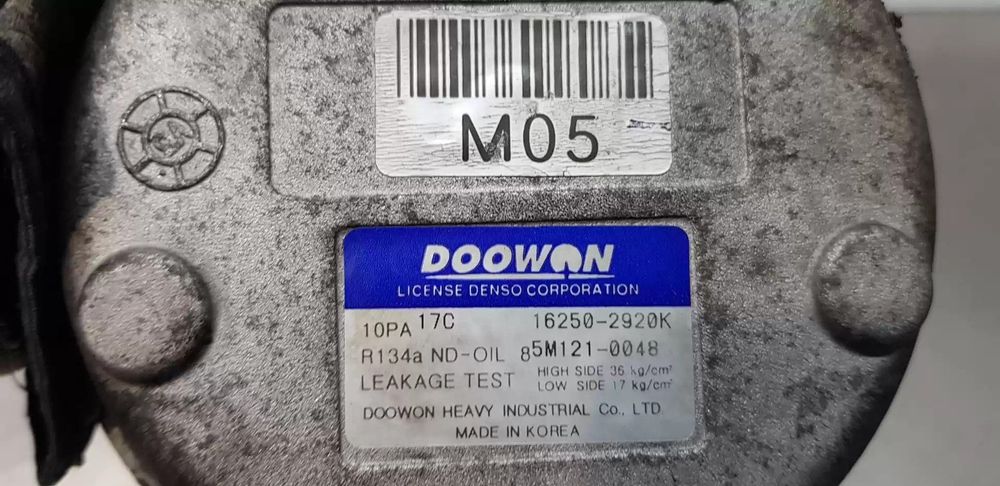 M05
DOOWON
LICENSE DENSO CORPORATION
10PA 17C 16250-2920K
R134a ND-OIL 8 5M121-0048
LEAKAGE TEST HIGH SIDE 36 kg/cm²
LOW SIDE 17 kg/cm²
DOOWON HEAVY INDUSTRIAL Co., LTD.
MADE IN KOREA